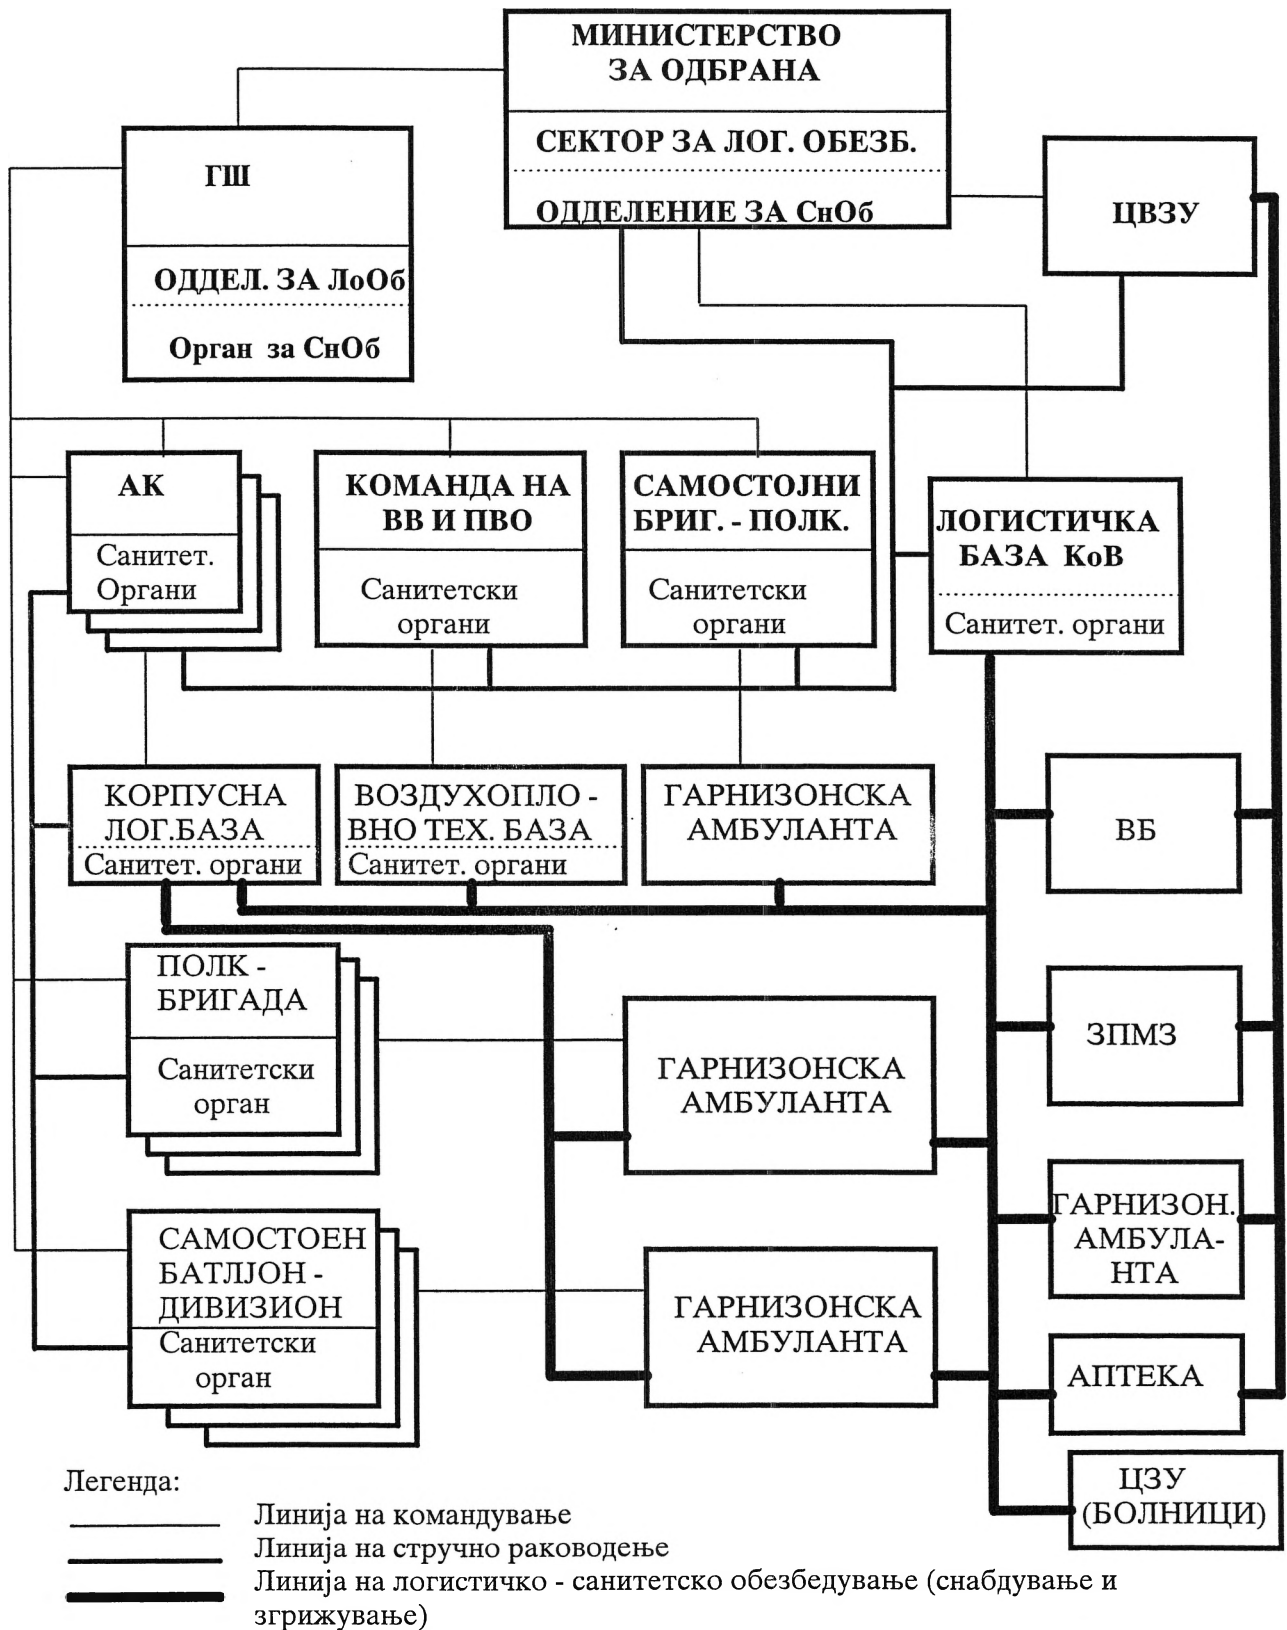 МИНИСТЕРСТВО
ЗА ОДБРАНА
СЕКТОР ЗА ЛОГ. ОБЕЗБ.
ОДДЕЛЕНИЕ ЗА СнОб
ГШ
ОДДЕЛ. ЗА ЛоОб
Орган за СнОб
ЦВЗУ
АК
Санитет.
Органи
КОМАНДА НА
ВВ И ПВО
Санитетски
органи
САМОСТОЈНИ
БРИГ. - ПОЛК.
Санитетски
органи
ЛОГИСТИЧКА
БАЗА КоВ
Санитет. органи
КОРПУСНА
ЛОГ.БАЗА
Санитет. органи
ВОЗДУХОПЛО -
ВНО ТЕХ. БАЗА
Санитет. органи
ГАРНИЗОНСКА
АМБУЛАНТА
ВБ
ПОЛК -
БРИГАДА
Санитетски
орган
ГАРНИЗОНСКА
АМБУЛАНТА
ЗПМЗ
САМОСТОЕН
БАТЛЈОН -
ДИВИЗИОН
Санитетски
орган
ГАРНИЗОНСКА
АМБУЛАНТА
ГАРНИЗОН.
АМБУЛА-
НТА
АПТЕКА
ЦЗУ
(БОЛНИЦИ)
Легенда:
Линија на командување
Линија на стручно раководење
Линија на логистичко - санитетско обезбедување (снабдување и
згрижување)